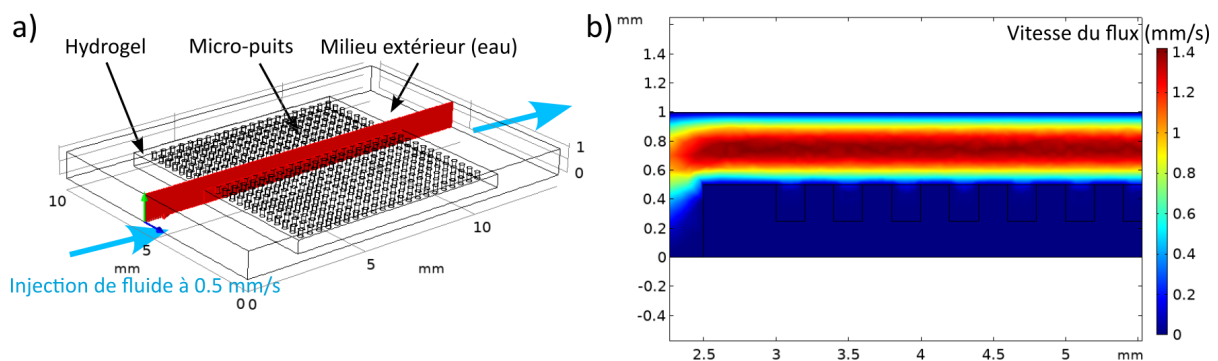 a)
Hydrogel
Micro-puits
Milieu extérieur (eau)
1
0
10
10
5
mm
5
mm
Injection de fluide à 0.5 mm/s
0 0
b)
mm
Vitesse du flux (mm/s)
1.4
1.4
1.2
1.2
1
1
0.8
0.8
0.6
0.6
0.4
0.4
0.2
0.2
0
0
-0.2
-0.4
2.5
3
3.5
4
4.5
5
mm